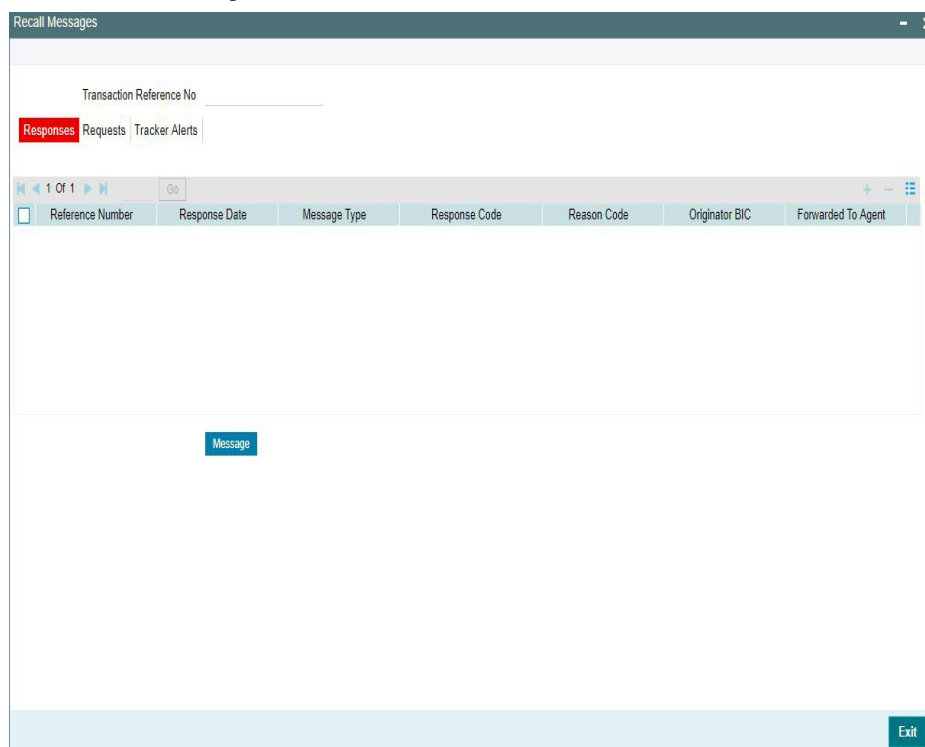 Recall Messages
Transaction Reference No
Responses Requests Tracker Alerts
1 Of 1 Go
Reference Number Response Date Message Type Response Code Reason Code Originator BIC Forwarded To Agent
Message
Exit